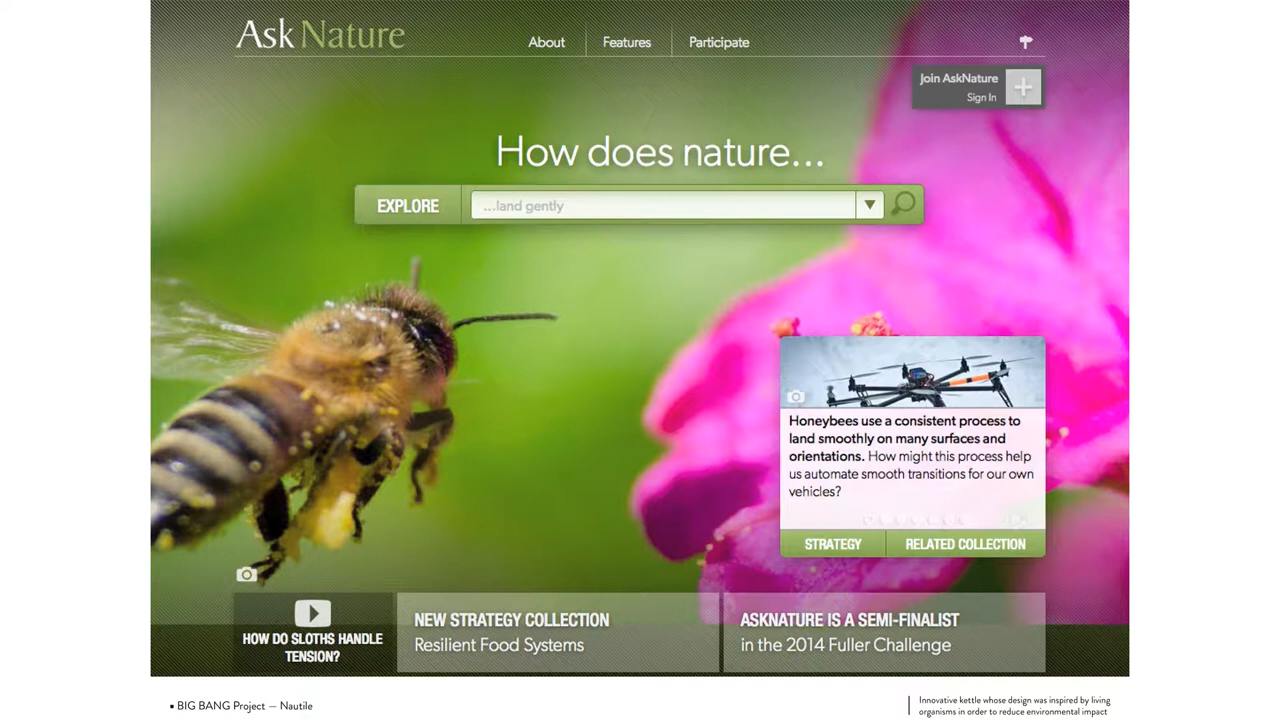 Ask Nature
About
Features
Participate
Join AskNature
Sign In
How does nature...
EXPLORE
...land gently
Honeybees use a consistent process to
land smoothly on many surfaces and
orientations. How might this process help
us automate smooth transitions for our own
vehicles?
STRATEGY
RELATED COLLECTION
HOW DO SLOTHS HANDLE
TENSION?
NEW STRATEGY COLLECTION
Resilient Food Systems
ASKNATURE IS A SEMI-FINALIST
in the 2014 Fuller Challenge
▪ BIG BANG Project — Nautile
Innovative kettle whose design was inspired by living
organisms in order to reduce environmental impact